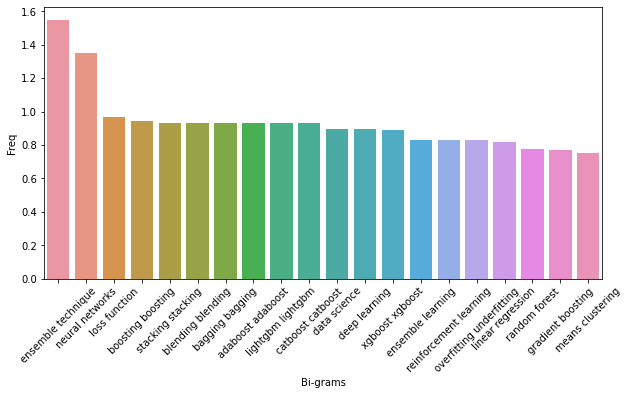 1.6
1.4
1.2
1.0
0.8
0.6
0.4
0.2
0.0
Freq
ensemble technique
neural networks
loss function
boosting boosting
stacking stacking
blending blending
bagging bagging
adaboost adaboost
lightgbm lightgbm
catboost catboost
data science
deep learning
xgboost xgboost
ensemble learning
reinforcement learning
overfitting underfitting
linear regression
random forest
gradient boosting
means clustering
Bi-grams